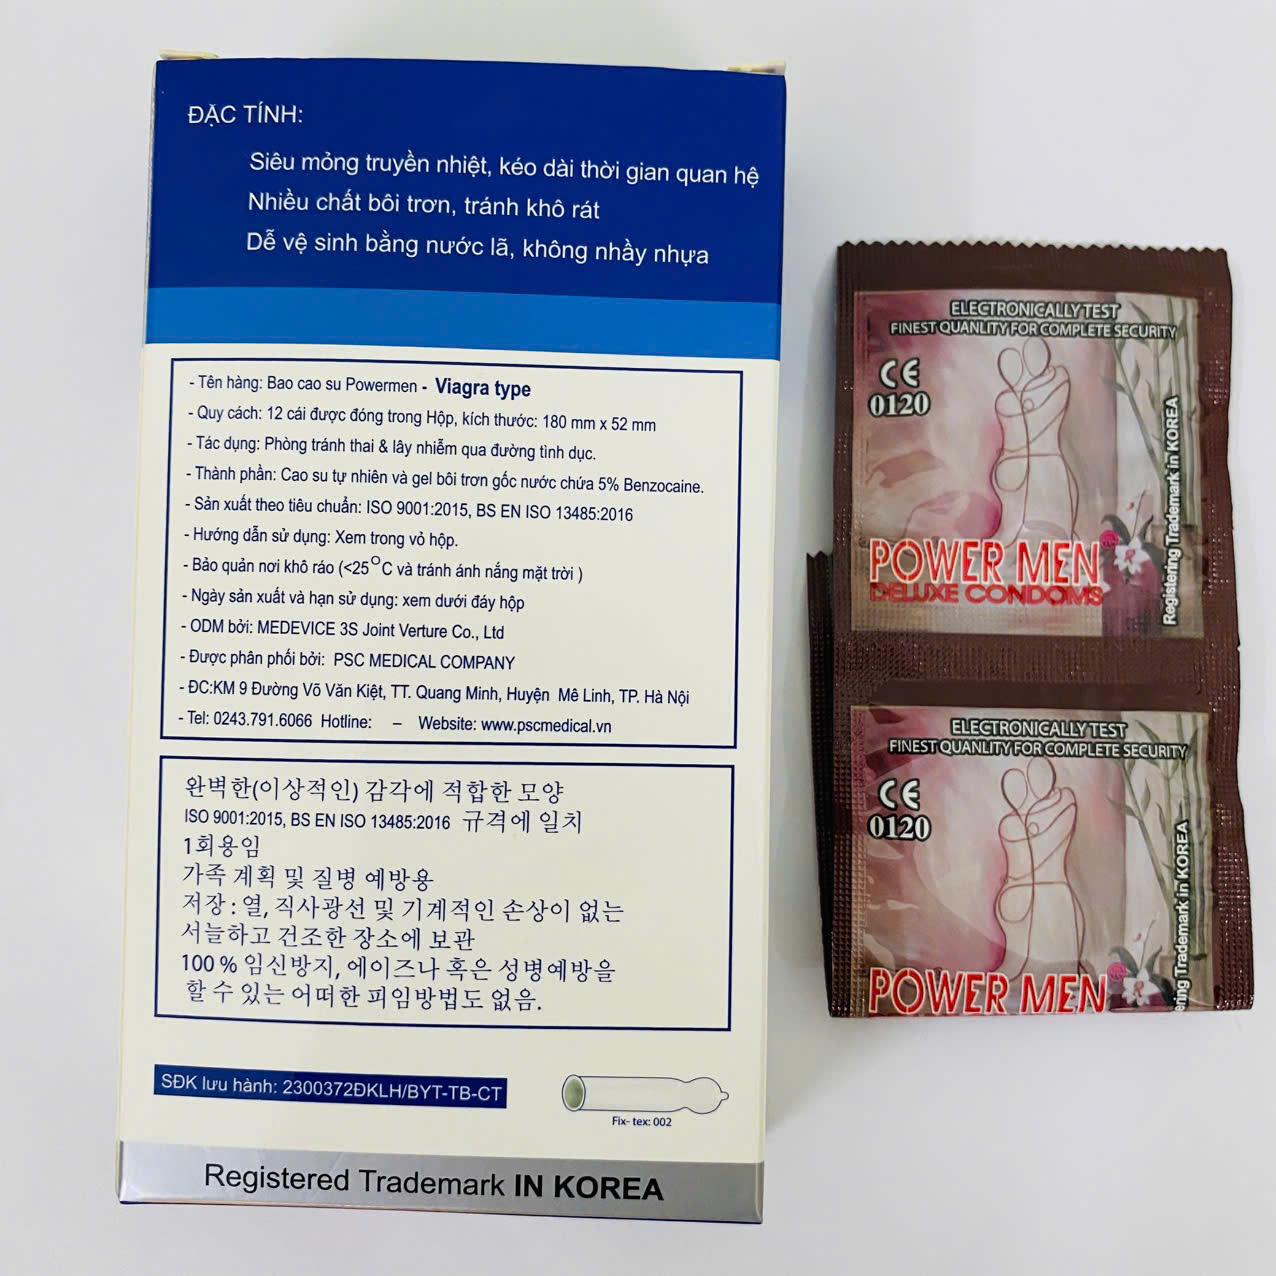 ĐẶC TÍNH:
Siêu mỏng truyền nhiệt, kéo dài thời gian quan hệ
Nhiều chất bôi trơn, tránh khô rát
Dễ vệ sinh bằng nước lã, không nhầy nhựa
- Tên hàng: Bao cao su Powermen - Viagra type
- Quy cách: 12 cái được đóng trong Hộp, kích thước: 180 mm x 52 mm
- Tác dụng: Phòng tránh thai & lây nhiễm qua đường tình dục.
- Thành phần: Cao su tự nhiên và gel bôi trơn gốc nước chứa 5% Benzocaine.
- Sản xuất theo tiêu chuẩn: ISO 9001:2015, BS EN ISO 13485:2016
- Hướng dẫn sử dụng: Xem trong vỏ hộp.
- Bảo quản nơi khô ráo (<25°C và tránh ánh nắng mặt trời )
- Ngày sản xuất và hạn sử dụng: xem dưới đáy hộp
- ODM bởi: MEDEVICE 3S Joint Verture Co., Ltd
- Được phân phối bởi: PSC MEDICAL COMPANY
- ĐC:KM 9 Đường Võ Văn Kiệt, TT. Quang Minh, Huyện Mê Linh, TP. Hà Nội
- Tel: 0243.791.6066 Hotline: – Website: www.pscmedical.vn
완벽한(이상적인) 감각에 적합한 모양
ISO 9001:2015, BS EN ISO 13485:2016 규격에 일치
1회용임
가족 계획 및 질병 예방용
저장 : 열, 직사광선 및 기계적인 손상이 없는
서늘하고 건조한 장소에 보관
100 % 임신방지, 에이즈나 혹은 성병예방을
할 수 있는 어떠한 피임방법도 없음.
SĐK lưu hành: 2300372ĐKLH/BYT-TB-CT
Fix- tex: 002
Registered Trademark IN KOREA
ELECTRONICALLY TEST
FINEST QUANLITY FOR COMPLETE SECURITY
CE
0120
Registering Trademark in KOREA
POWER MEN
DELUXE CONDOMS
ELECTRONICALLY TEST
FINEST QUANLITY FOR COMPLETE SECURITY
CE
0120
ering Trademark in KOREA
POWER MEN